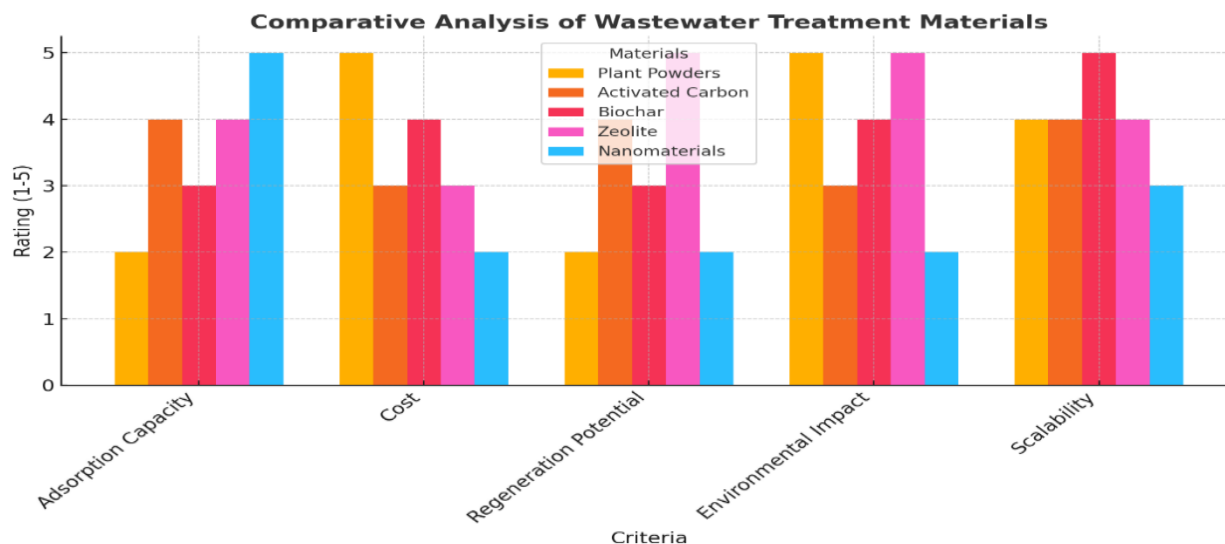 Comparative Analysis of Wastewater Treatment Materials
Rating (1-5)
5
4
3
2
1
0
Materials
Plant Powders
Activated Carbon
Biochar
Zeolite
Nanomaterials
Adsorption Capacity
Cost
Regeneration Potential
Environmental Impact
Scalability
Criteria